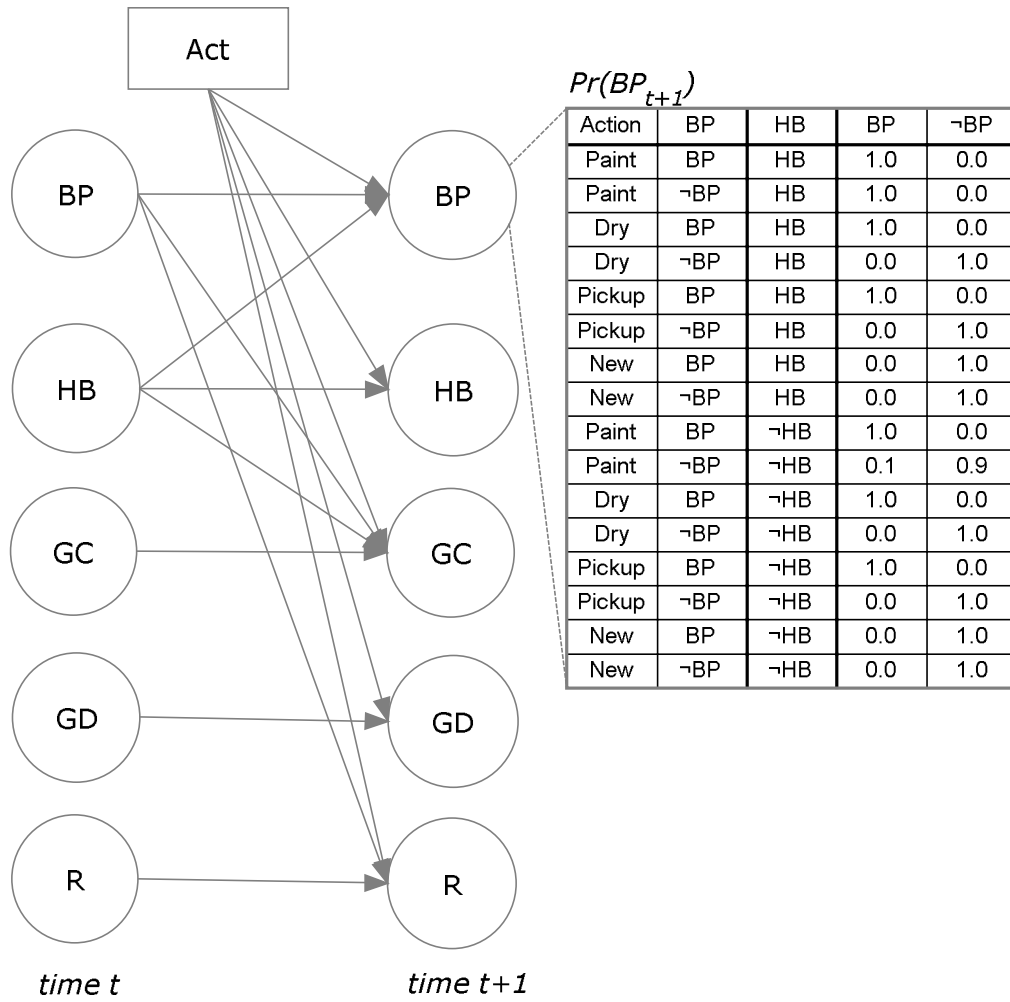 Act
BP
HB
GC
GD
R
time t
BP
HB
GC
GD
R
time t+1
Pr(BP_{t+1})
Action BP HB BP ¬BP
Paint BP HB 1.0 0.0
Paint ¬BP HB 1.0 0.0
Dry BP HB 1.0 0.0
Dry ¬BP HB 0.0 1.0
Pickup BP HB 1.0 0.0
Pickup ¬BP HB 0.0 1.0
New BP HB 0.0 1.0
New ¬BP HB 0.0 1.0
Paint BP ¬HB 1.0 0.0
Paint ¬BP ¬HB 0.1 0.9
Dry BP ¬HB 1.0 0.0
Dry ¬BP ¬HB 0.0 1.0
Pickup BP ¬HB 1.0 0.0
Pickup ¬BP ¬HB 0.0 1.0
New BP ¬HB 0.0 1.0
New ¬BP ¬HB 0.0 1.0